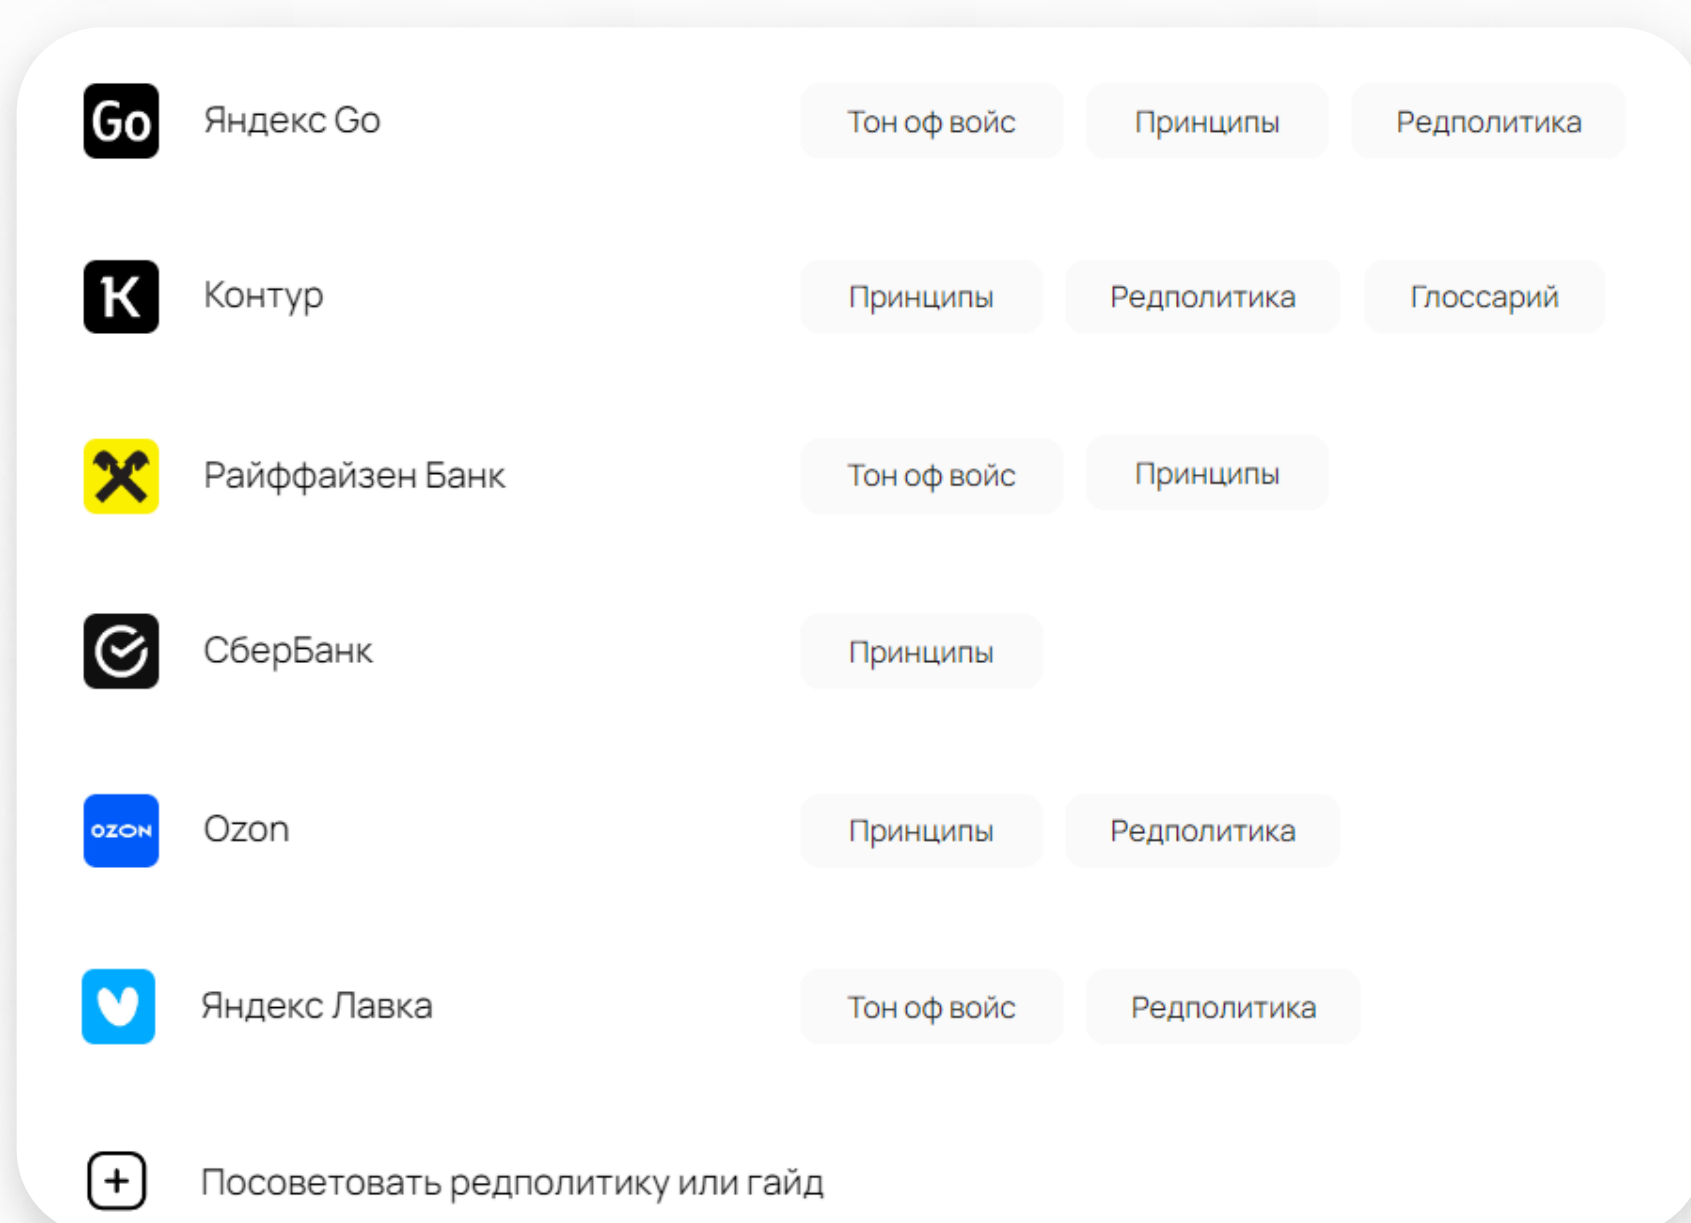 Go Яндекс Go Тон оф войс Принципы Редполитика
K Контур Принципы Редполитика Глоссарий
Райффайзен Банк Тон оф войс Принципы
СберБанк Принципы
OZON Ozon Принципы Редполитика
Яндекс Лавка Тон оф войс Редполитика
Посоветовать редполитику или гайд